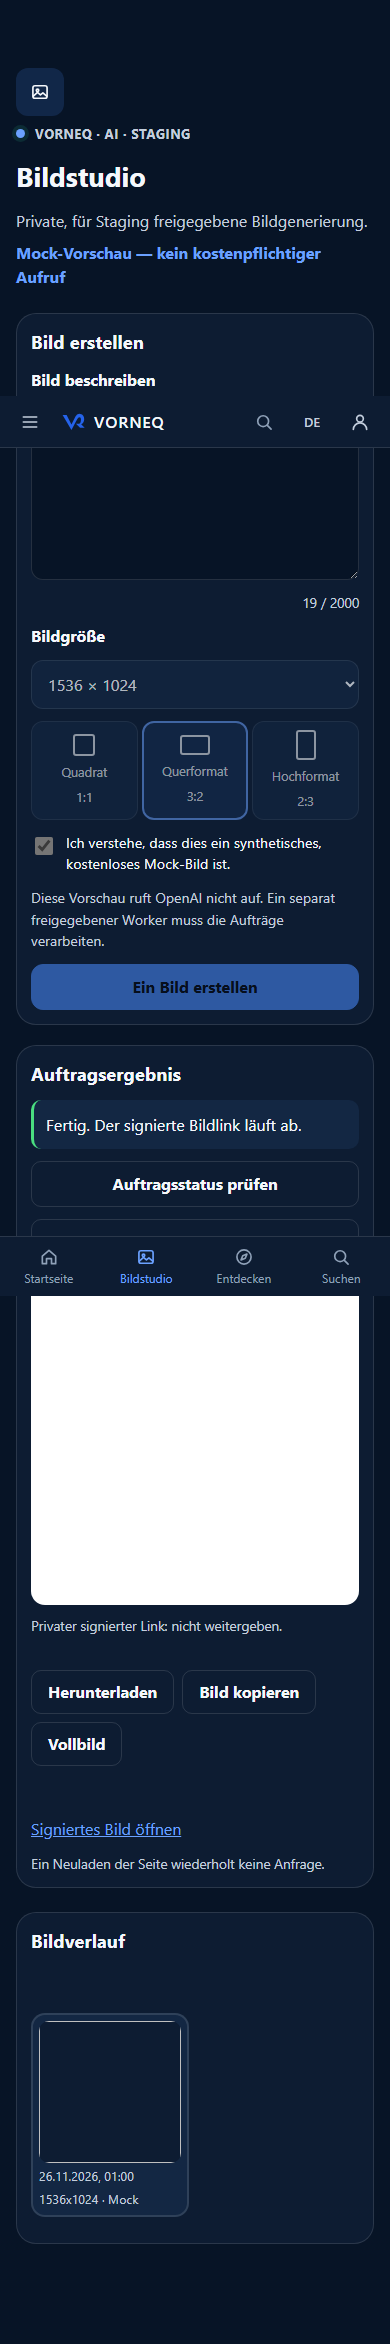 VORNEQ · AI · STAGING
Bildstudio
Private, für Staging freigegebene Bildgenerierung.
Mock-Vorschau — kein kostenpflichtiger
Aufruf
Bild erstellen
Bild beschreiben
VORNEQ
DE
19 / 2000
Bildgröße
1536 × 1024
Quadrat
1:1
Querformat
3:2
Hochformat
2:3
Ich verstehe, dass dies ein synthetisches,
kostenloses Mock-Bild ist.
Diese Vorschau ruft OpenAI nicht auf. Ein separat
freigegebener Worker muss die Aufträge
verarbeiten.
Ein Bild erstellen
Auftragsergebnis
Fertig. Der signierte Bildlink läuft ab.
Auftragsstatus prüfen
Startseite
Bildstudio
Entdecken
Suchen
Privater signierter Link: nicht weitergeben.
Herunterladen
Bild kopieren
Vollbild
Signiertes Bild öffnen
Ein Neuladen der Seite wiederholt keine Anfrage.
Bildverlauf
26.11.2026, 01:00
1536x1024 · Mock